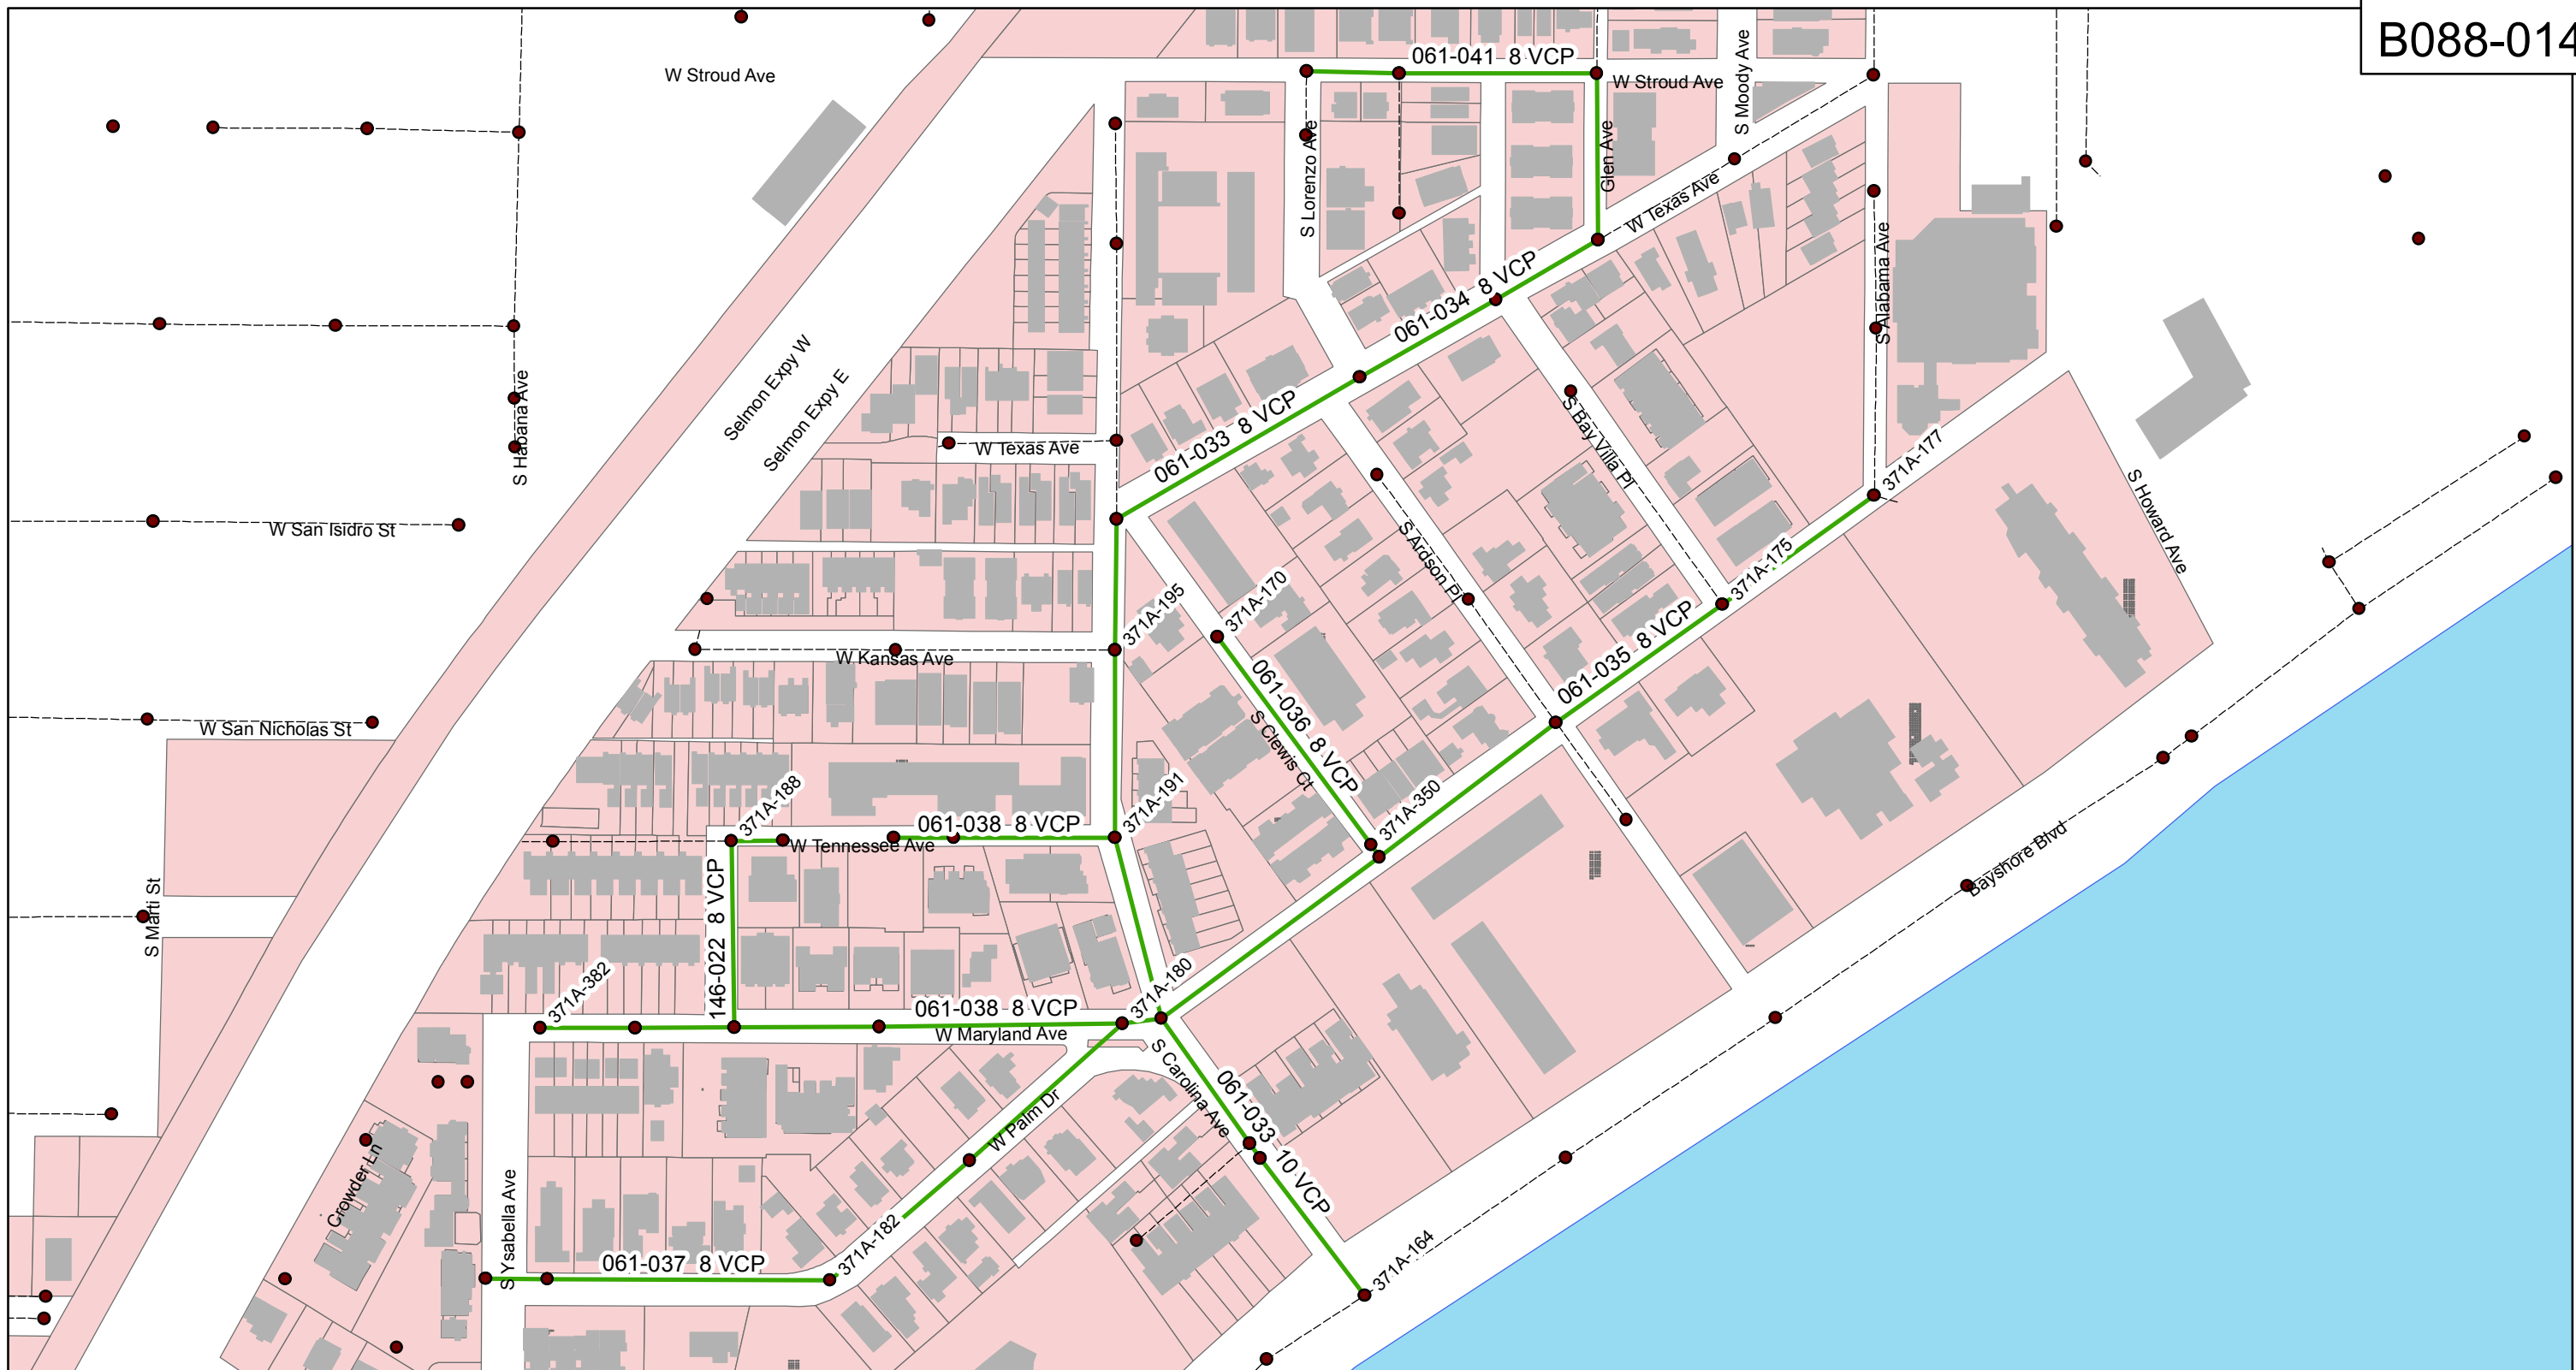 B088-014
061-041 8 VCP
W Stroud Ave
W Stroud Ave
S Moody Ave
S Lorenzo Ave
Glen Ave
W Texas Ave
S Alabama Ave
061-034 8 VCP
Selmon Expy W
Selmon Expy E
S Habana Ave
061-033 8 VCP
W Texas Ave
S Bay Villa Pl
371A-177
S Howard Ave
W San Isidro St
S Ardson Pl
371A-175
371A-195
371A-170
061-035 8 VCP
W Kansas Ave
061-036 8 VCP
S Clewis Ct
W San Nicholas St
371A-188
371A-191
371A-350
061-038 8 VCP
W Tennessee Ave
Bayshore Blvd
S Marti St
146-022 8 VCP
371A-382
371A-180
061-038 8 VCP
W Maryland Ave
S Carolina Ave
061-033 10 VCP
W Palm Dr
Crowder Ln
S Ysabella Ave
371A-182
061-037 8 VCP
371A-164